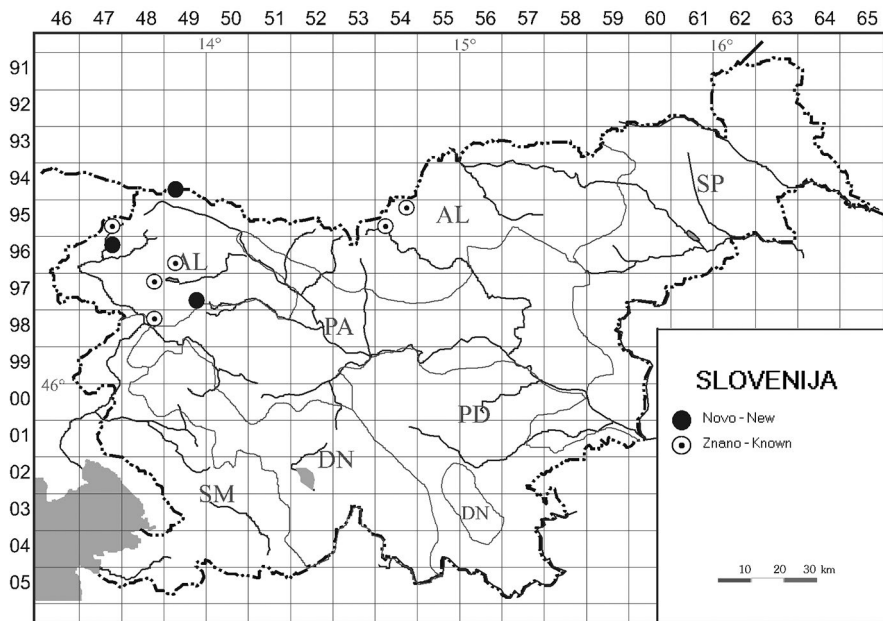 46 47 48 49 50 51 52 53 54 55 56 57 58 59 60 61 62 63 64 65
14° 15° 16°
91
92
93
94
95
96
97
98
99
46° 00
01
02
03
04
05
SP
AL
AL
PA
PD
DN
SM
DN
SLOVENIJA
Novo - New
Znano - Known
10 20 30 km